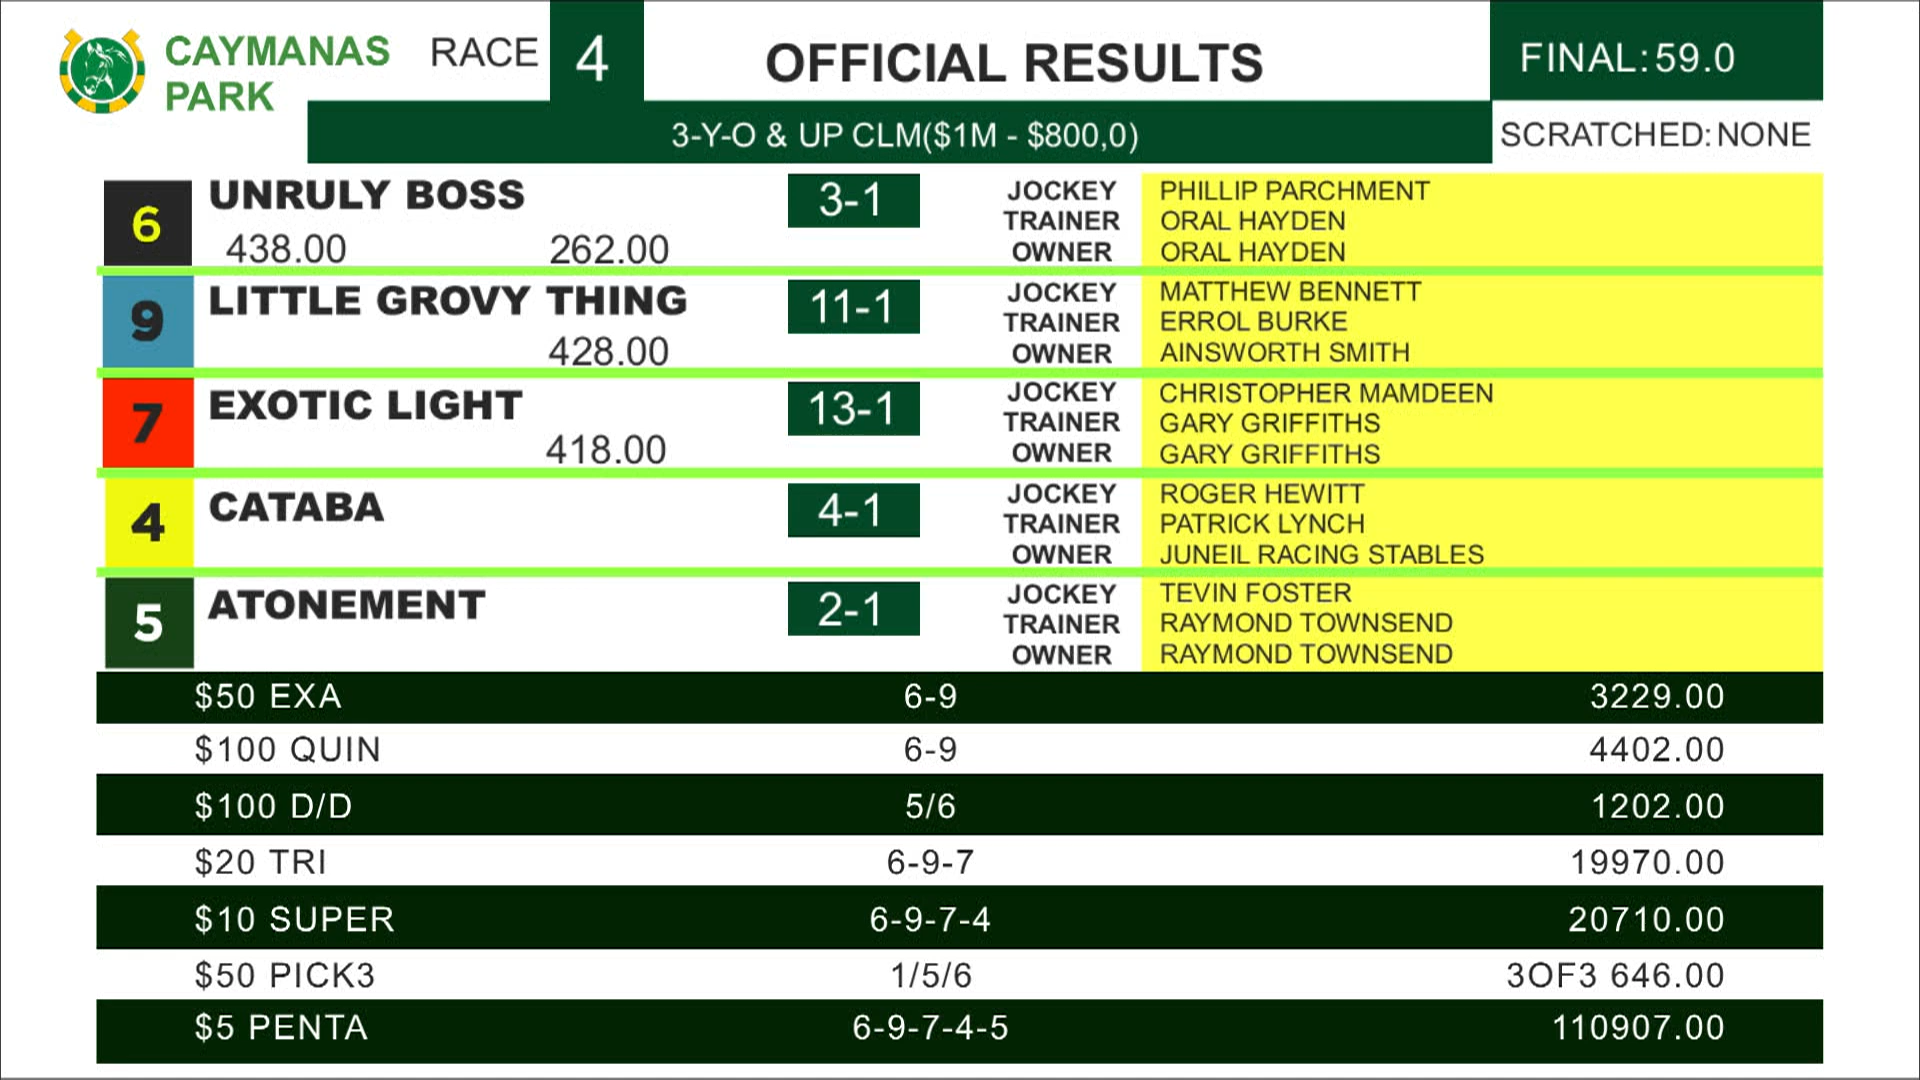 CAYMANAS PARK
RACE 4
OFFICIAL RESULTS
FINAL: 59.0
3-Y-O & UP CLM($1M - $800,0)
SCRATCHED: NONE
6 UNRULY BOSS 3-1
438.00 262.00
JOCKEY PHILLIP PARCHMENT
TRAINER ORAL HAYDEN
OWNER ORAL HAYDEN
9 LITTLE GROVY THING 11-1
428.00
JOCKEY MATTHEW BENNETT
TRAINER ERROL BURKE
OWNER AINSWORTH SMITH
7 EXOTIC LIGHT 13-1
418.00
JOCKEY CHRISTOPHER MAMDEEN
TRAINER GARY GRIFFITHS
OWNER GARY GRIFFITHS
4 CATABA 4-1
JOCKEY ROGER HEWITT
TRAINER PATRICK LYNCH
OWNER JUNEIL RACING STABLES
5 ATONEMENT 2-1
JOCKEY TEVIN FOSTER
TRAINER RAYMOND TOWNSEND
OWNER RAYMOND TOWNSEND
$50 EXA 6-9 3229.00
$100 QUIN 6-9 4402.00
$100 D/D 5/6 1202.00
$20 TRI 6-9-7 19970.00
$10 SUPER 6-9-7-4 20710.00
$50 PICK3 1/5/6 3OF3 646.00
$5 PENTA 6-9-7-4-5 110907.00